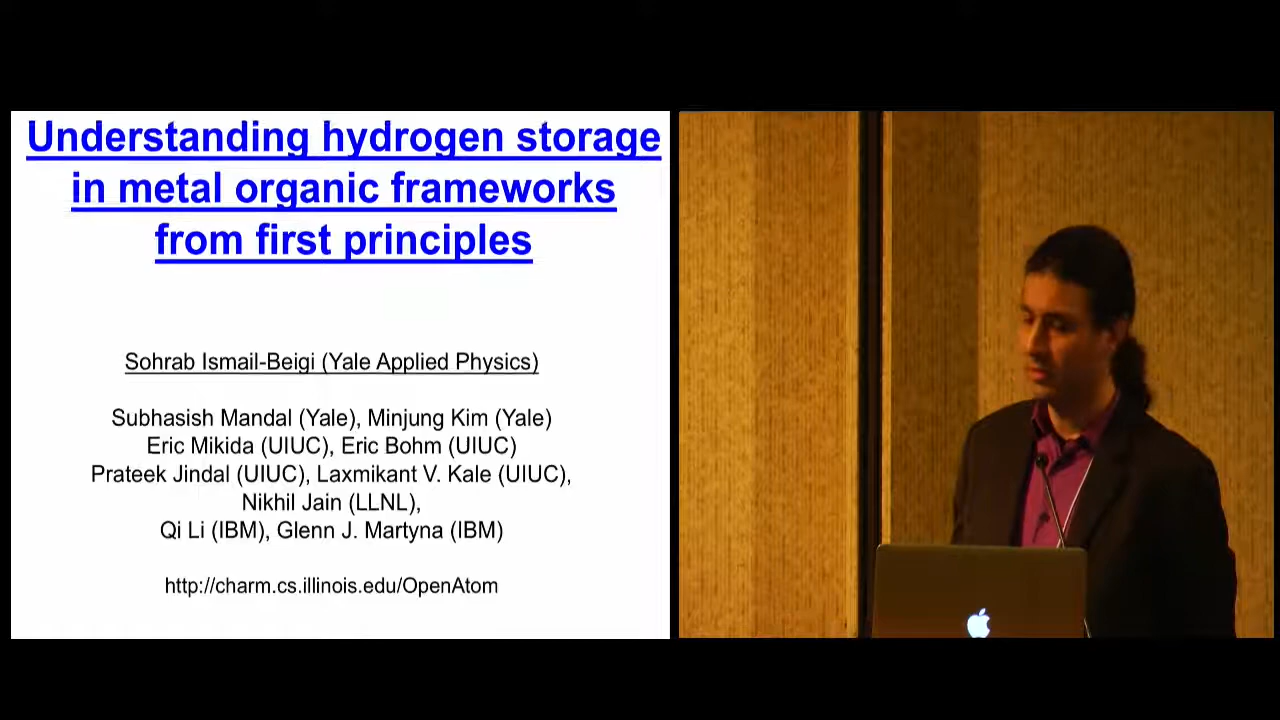 Understanding hydrogen storage
in metal organic frameworks
from first principles
Sohrab Ismail-Beigi (Yale Applied Physics)
Subhasish Mandal (Yale), Minjung Kim (Yale)
Eric Mikida (UIUC), Eric Bohm (UIUC)
Prateek Jindal (UIUC), Laxmikant V. Kale (UIUC),
Nikhil Jain (LLNL),
Qi Li (IBM), Glenn J. Martyna (IBM)
http://charm.cs.illinois.edu/OpenAtom